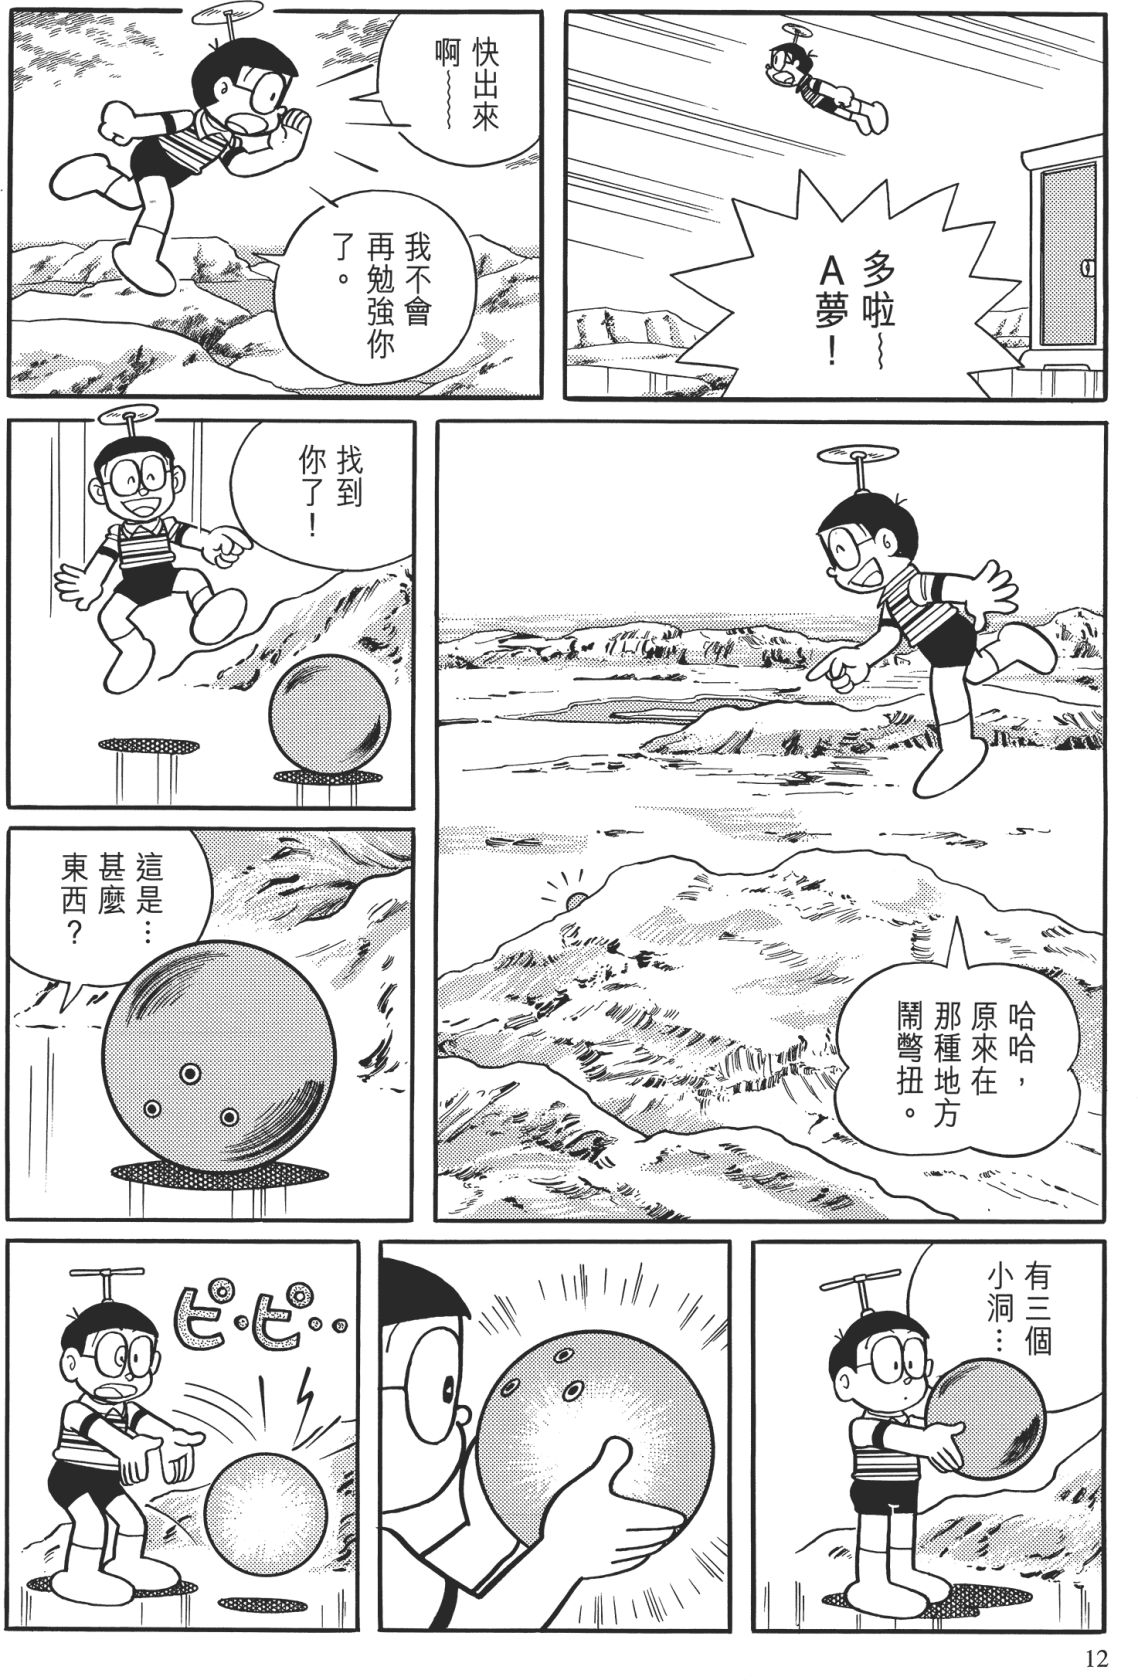 多啦~
A夢！
快出來
啊~~
我不會
再勉強你
了。
哈哈，
原來在
那種地方
鬧彆扭。
找到
你了！
這是…
甚麼
東西？
有三個
小洞…
ピ・ピ・・
12